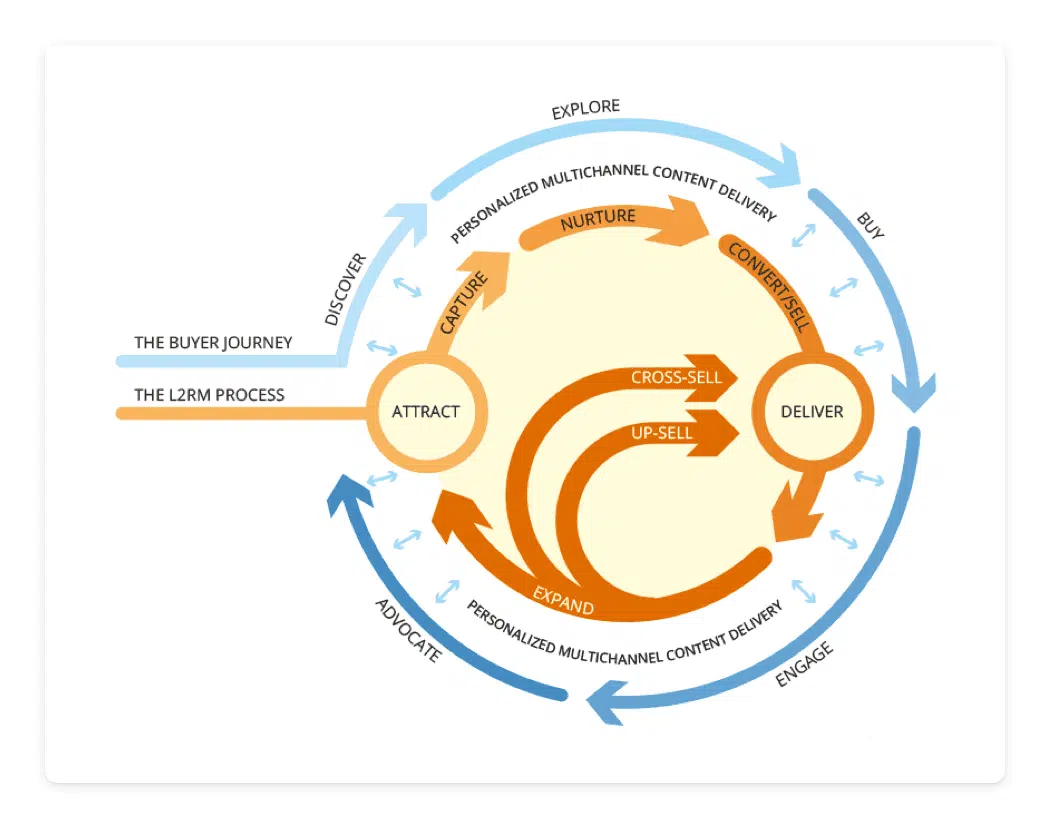 EXPLORE
PERSONALIZED MULTICHANNEL CONTENT DELIVERY
NURTURE
BUY
CONVERT/SELL
DISCOVER
CAPTURE
THE BUYER JOURNEY
THE L2RM PROCESS
ATTRACT
CROSS-SELL
UP-SELL
DELIVER
EXPAND
PERSONALIZED MULTICHANNEL CONTENT DELIVERY
ADVOCATE
ENGAGE